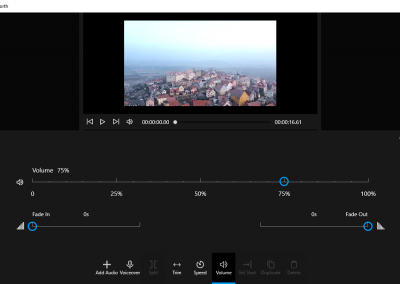 00:00:00.00 00:00:16.61
Volume 75%
0 25% 50% 75% 100%
Fade In 0s 0s Fade Out
Add Audio Voiceover Split Trim Speed Volume Set Start Duplicate Delete